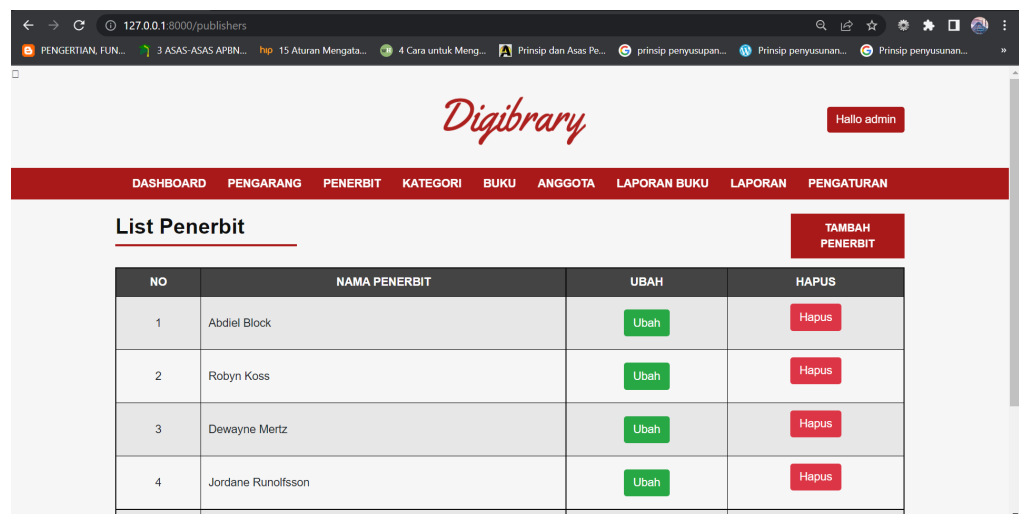 127.0.0.1:8000/publishers
PENGERTIAN, FUN... 3 ASAS-ASAS APBN... hip 15 Aturan Mengata... 4 Cara untuk Meng... Prinsip dan Asas Pe... G prinsip penyusupan... Prinsip penyusunan... G Prinsip penyusunan... »
Digibrary
Hallo admin
DASHBOARD PENGARANG PENERBIT KATEGORI BUKU ANGGOTA LAPORAN BUKU LAPORAN PENGATURAN
List Penerbit
TAMBAH
PENERBIT
NO NAMA PENERBIT UBAH HAPUS
1 Abdiel Block Ubah Hapus
2 Robyn Koss Ubah Hapus
3 Dewayne Mertz Ubah Hapus
4 Jordane Runolfsson Ubah Hapus